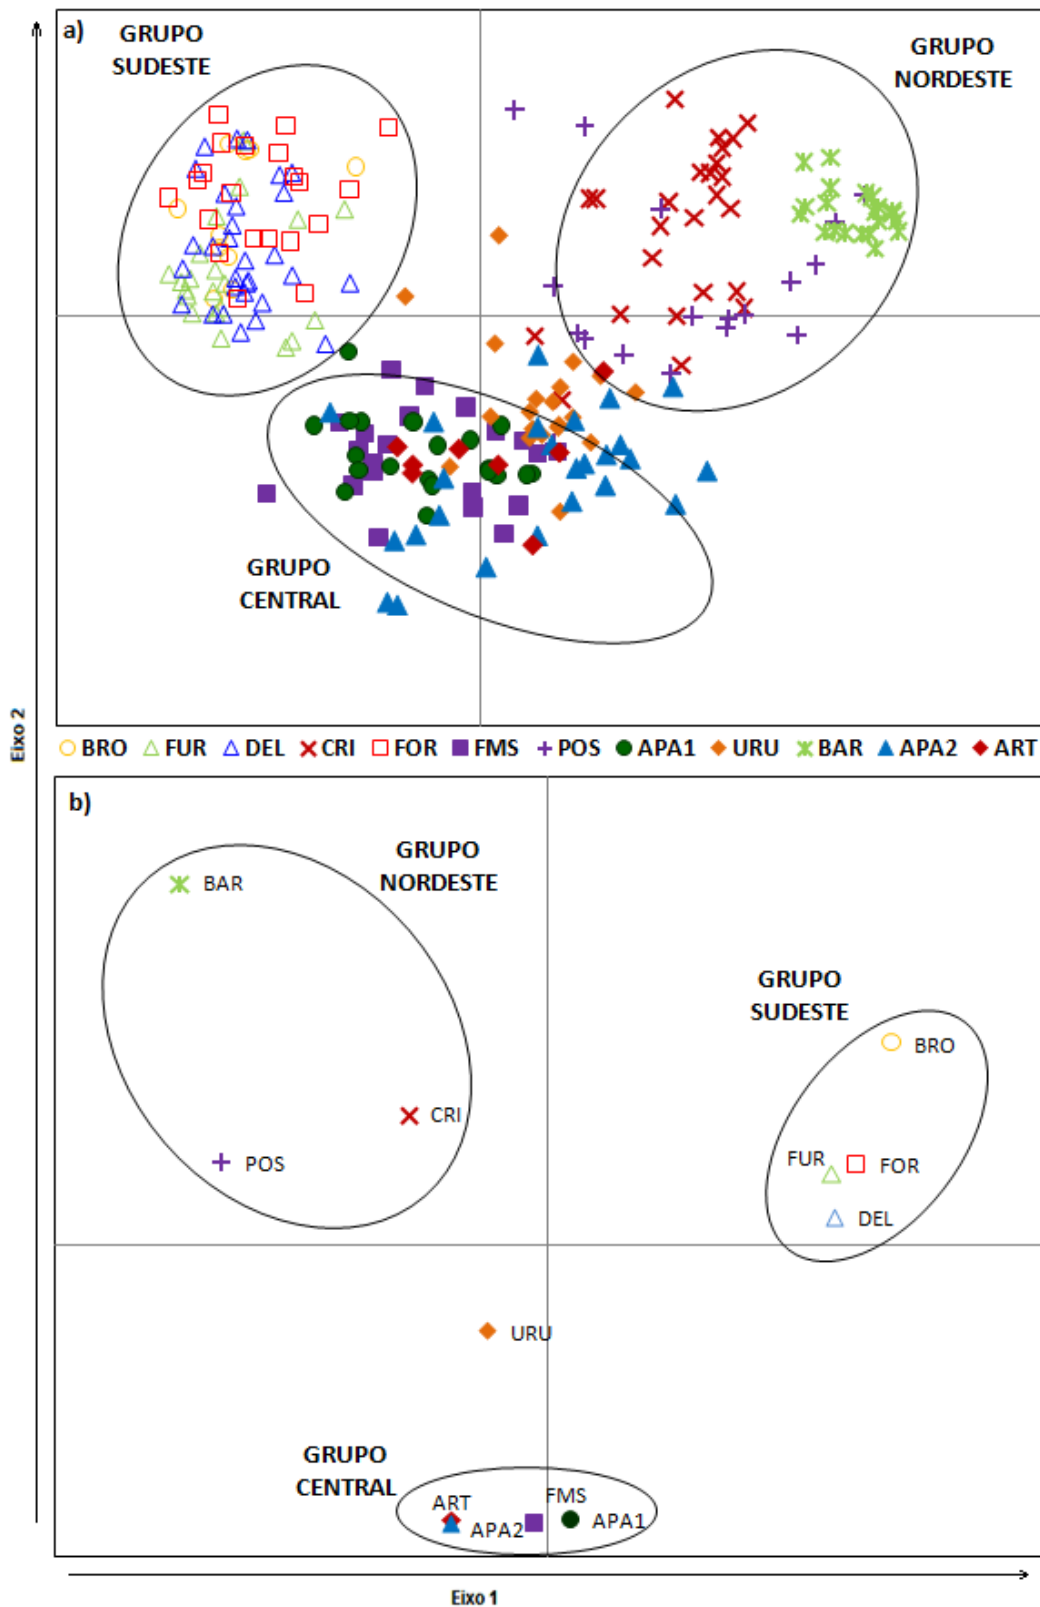 a)
GRUPO
SUDESTE
GRUPO
NORDESTE
GRUPO
CENTRAL
Eixo 2
BRO FUR DEL CRI FOR FMS POS APA1 URU BAR APA2 ART
b)
GRUPO
NORDESTE
BAR
GRUPO
SUDESTE
BRO
CRI
POS
FUR
FOR
DEL
URU
GRUPO
CENTRAL
ART
FMS
APA2
APA1
Eixo 1